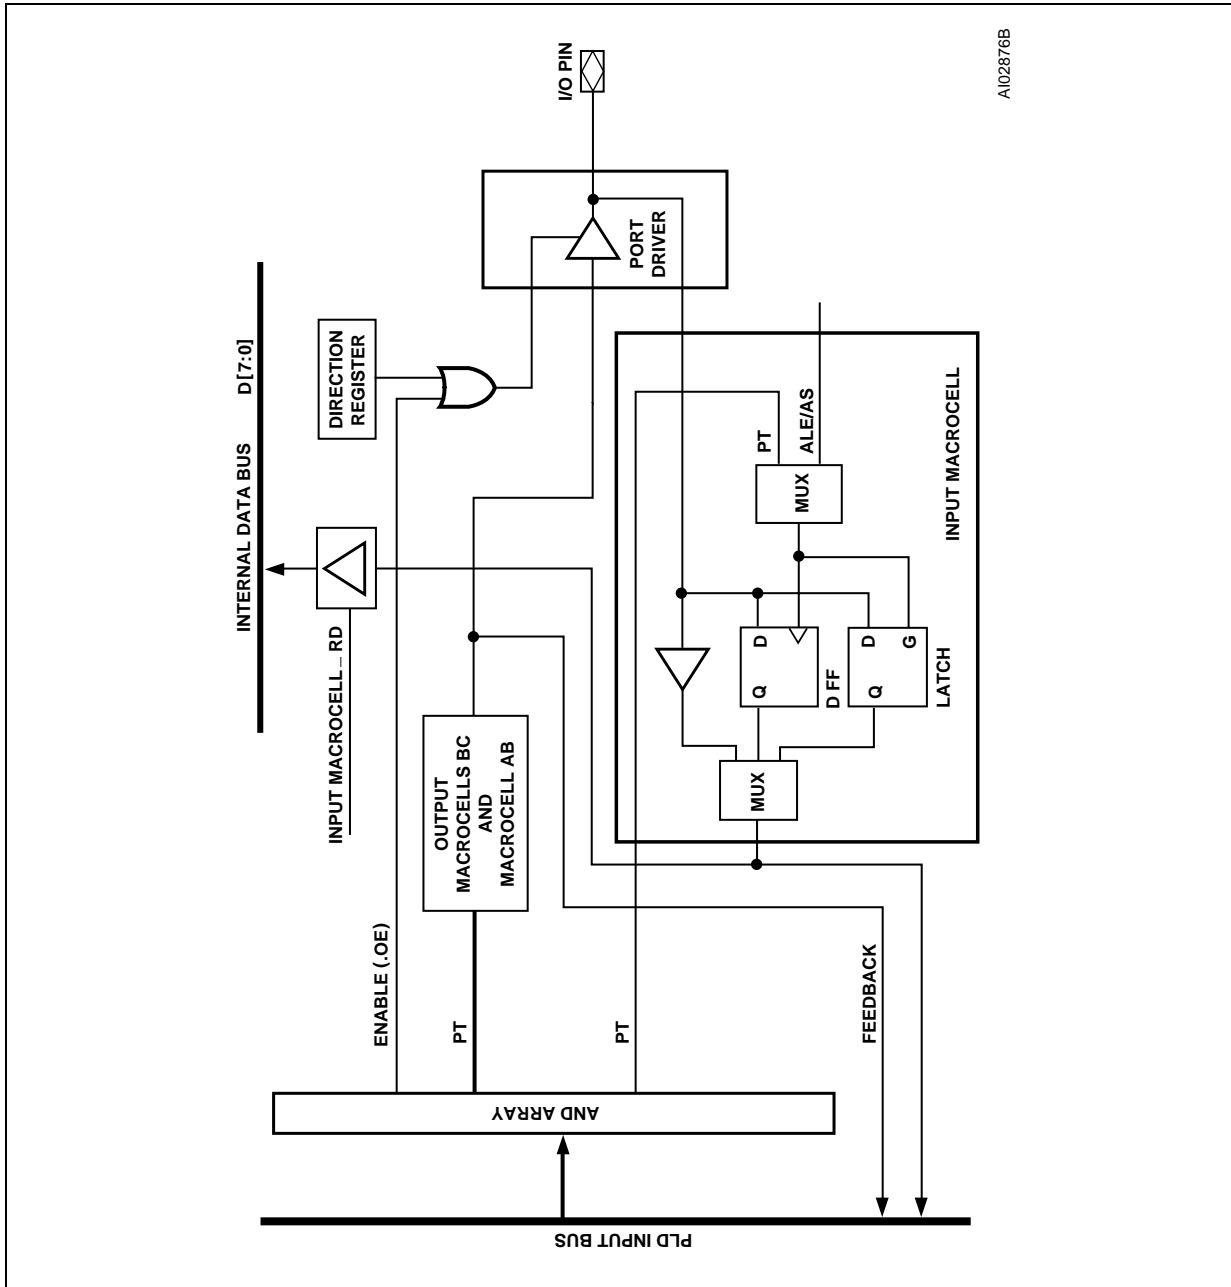 INTERNAL DATA BUS D[7:0]
INPUT MACROCELL_ RD
DIRECTION
REGISTER
ENABLE (.OE)
PT
OUTPUT
MACROCELLS BC
AND
MACROCELL AB
I/O PIN
PORT
DRIVER
PT
AND ARRAY
PLD INPUT BUS
FEEDBACK
MUX
Q
D
D FF
Q
D
G
LATCH
MUX
PT
ALE/AS
INPUT MACROCELL
AI02876B